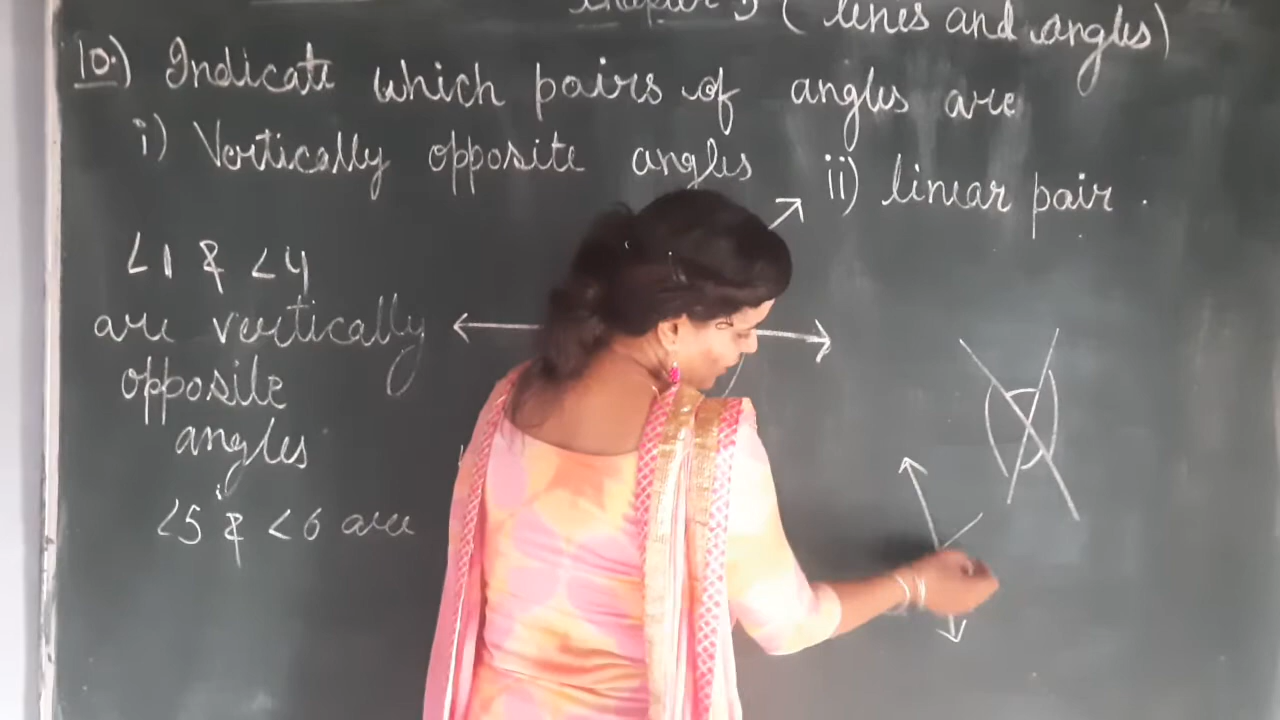 chapter 5 (lines and angles)
10.) Indicate which pairs of angles are
i) Vertically opposite angles ii) linear pair.
<1 & <4
are vertically
opposite
angles
<5 & <6 are